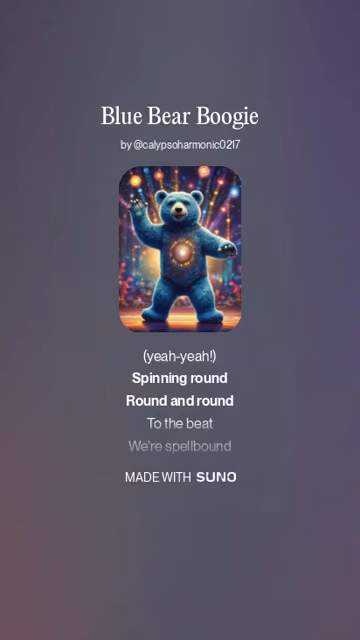 Blue Bear Boogie
by @calypsoharmonic0217
(yeah-yeah!)
Spinning round
Round and round
To the beat
We're spellbound
MADE WITH SUNO